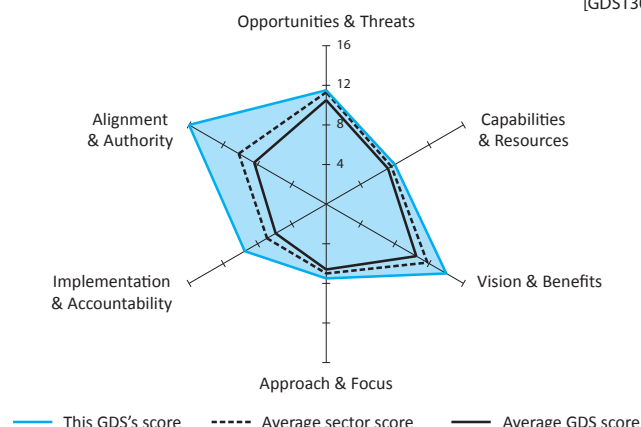 [GDS130
Opportunities & Threats
16
12
8
4
Capabilities
& Resources
Alignment
& Authority
Implementation
& Accountability
Vision & Benefits
Approach & Focus
This GDS's score
Average sector score
Average GDS score